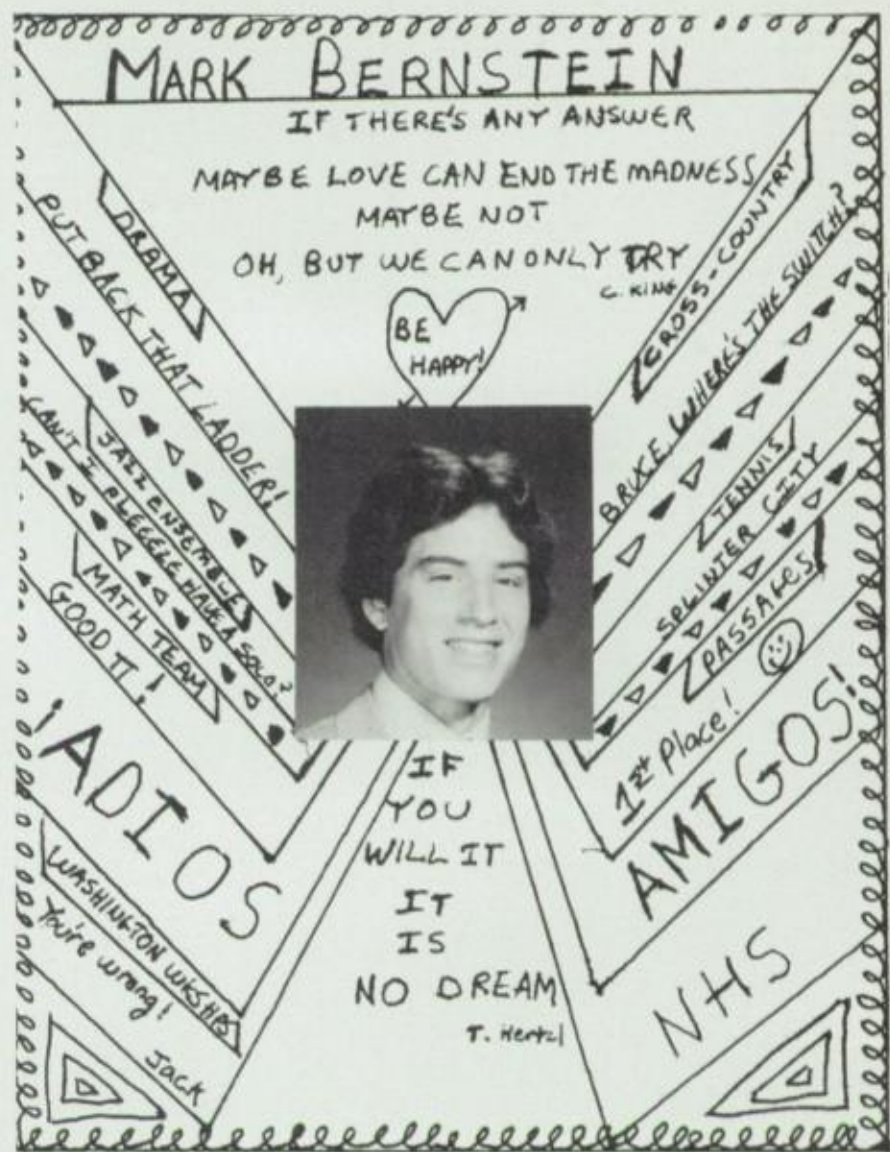 MARK BERNSTEIN
IF THERE'S ANY ANSWER
MAYBE LOVE CAN END THE MADNESS
MAYBE NOT
OH, BUT WE CAN ONLY TRY
C. KING
BE
HAPPY!
DRAMA
PUT BACK THAT LADDER!
JAZZ ENSEMBLE
CAN'T I PLEEEEZE HAVE A SOLO?
MATH TEAM
GOOD π!
CROSS-COUNTRY
BRUCE, WHERE'S THE SWITCH?
TENNIS
SPLINTER CITY
PASSAGES
1st Place!
¡ADIOS
AMIGOS!
WASHINGTON WKSHPS
You're wrong!
Jack
IF
YOU
WILL IT
IT
IS
NO DREAM
T. Hertzl
NHS